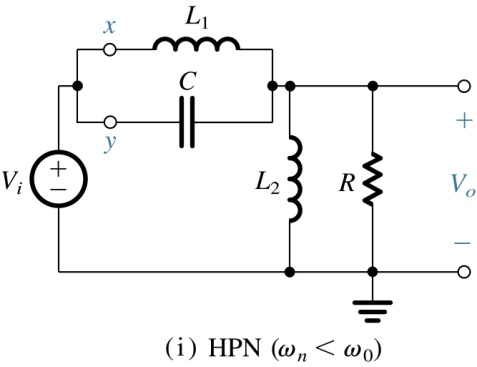 x
L₁
C
y
+
−
Vᵢ
L₂
R
+
Vₒ
−
(i) HPN (ωₙ < ω₀)